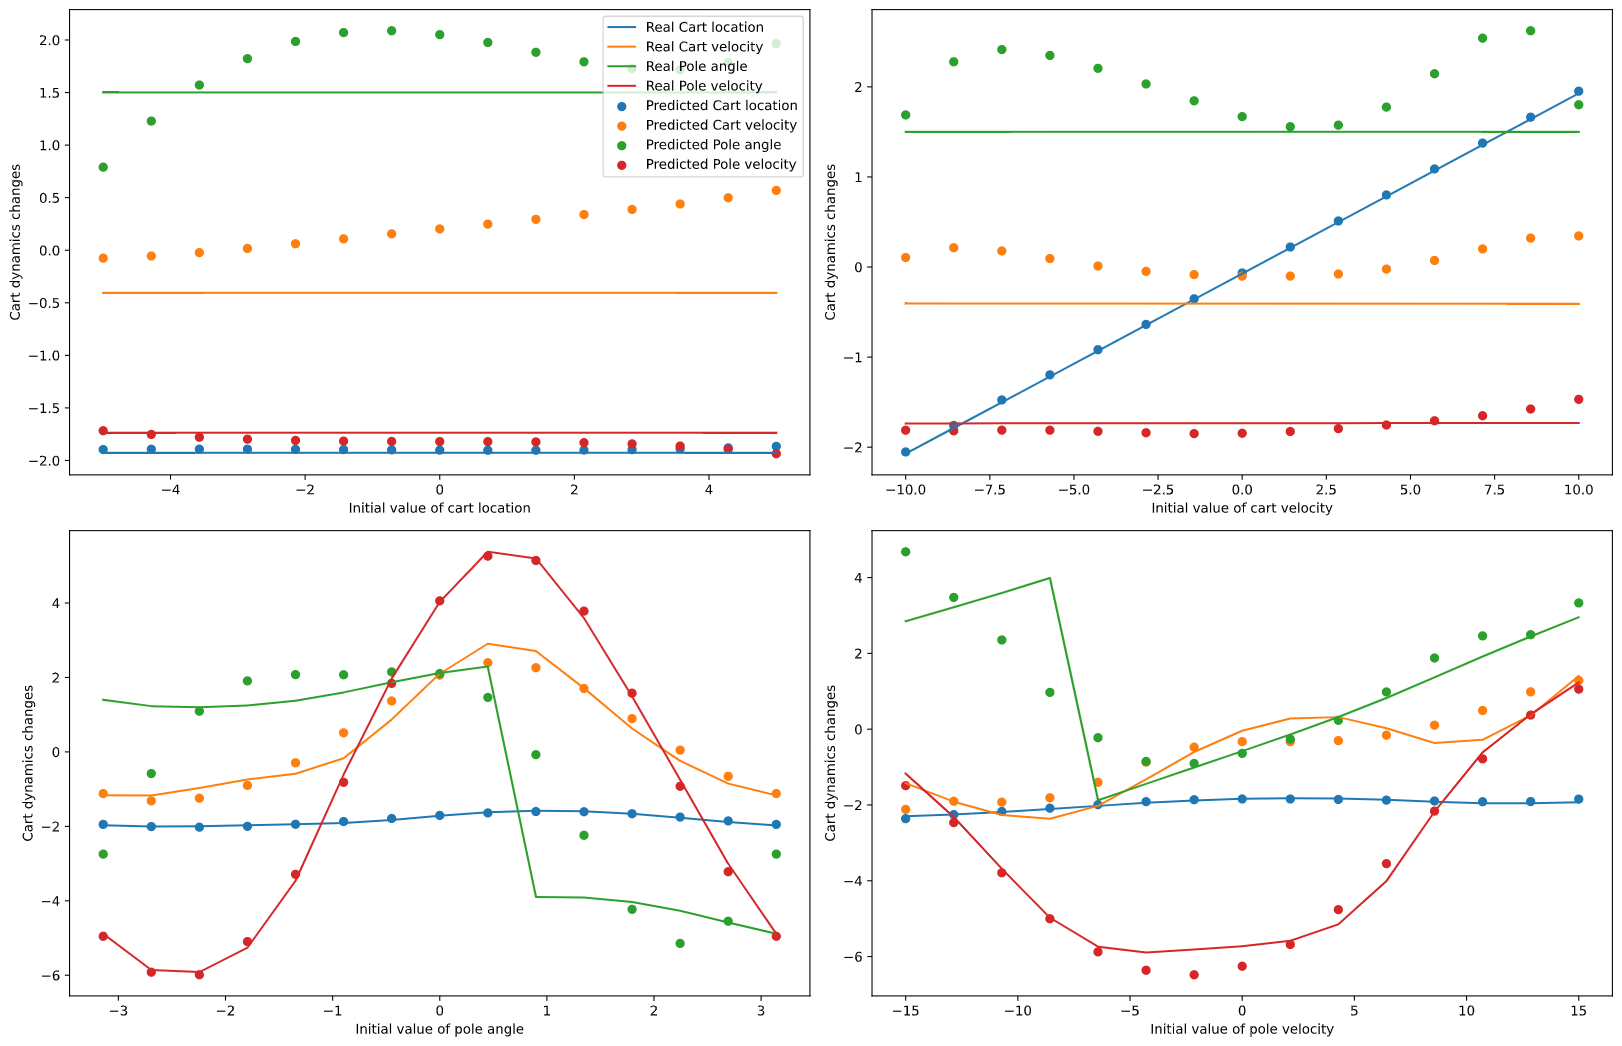 Cart dynamics changes
2.0
1.5
1.0
0.5
0.0
−0.5
−1.0
−1.5
−2.0
Real Cart location
Real Cart velocity
Real Pole angle
Real Pole velocity
Predicted Cart location
Predicted Cart velocity
Predicted Pole angle
Predicted Pole velocity
−4 −2 0 2 4
Initial value of cart location
Cart dynamics changes
2
1
0
−1
−2
−10.0 −7.5 −5.0 −2.5 0.0 2.5 5.0 7.5 10.0
Initial value of cart velocity
Cart dynamics changes
4
2
0
−2
−4
−6
−3 −2 −1 0 1 2 3
Initial value of pole angle
Cart dynamics changes
4
2
0
−2
−4
−6
−15 −10 −5 0 5 10 15
Initial value of pole velocity